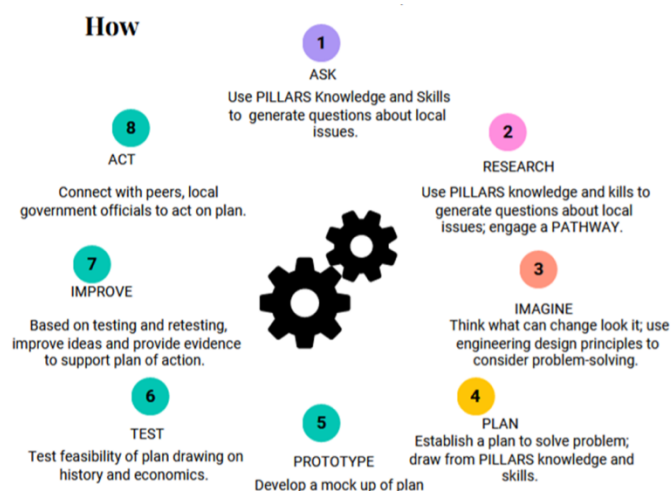 How
1
ASK
Use PILLARS Knowledge and Skills
to generate questions about local
issues.
2
RESEARCH
Use PILLARS knowledge and kills to
generate questions about local
issues; engage a PATHWAY.
3
IMAGINE
Think what can change look it; use
engineering design principles to
consider problem-solving.
4
PLAN
Establish a plan to solve problem;
draw from PILLARS knowledge and
skills.
5
PROTOTYPE
Develop a mock up of plan
6
TEST
Test feasibility of plan drawing on
history and economics.
7
IMPROVE
Based on testing and retesting,
improve ideas and provide evidence
to support plan of action.
8
ACT
Connect with peers, local
government officials to act on plan.